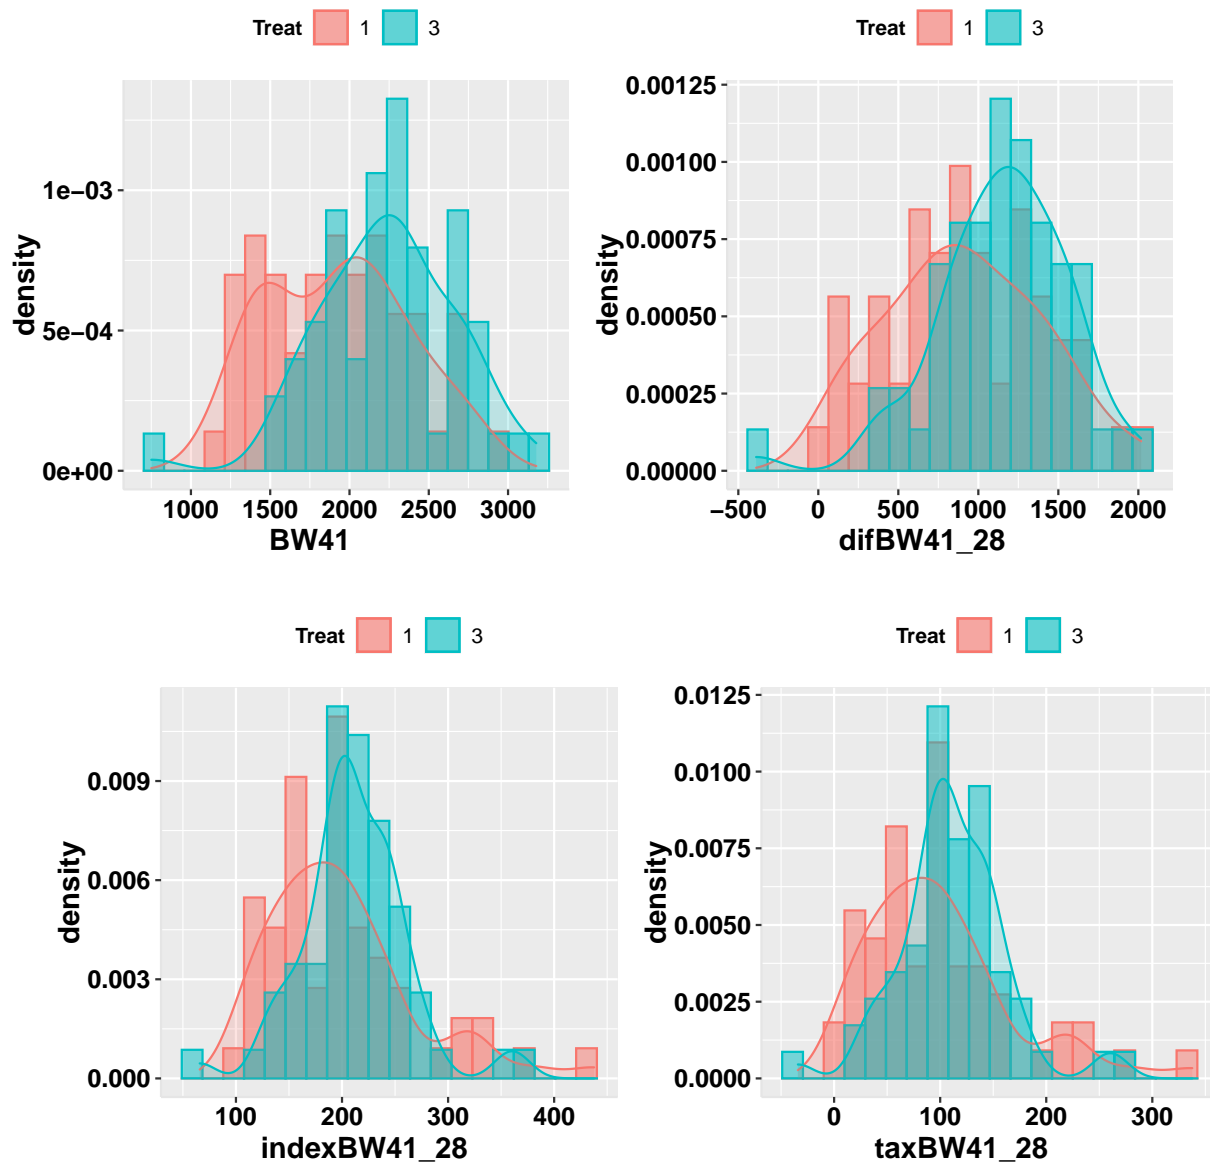 Treat 1 3
Treat 1 3
density
1e−03
5e−04
0e+00
1000 1500 2000 2500 3000
BW41
density
0.00125
0.00100
0.00075
0.00050
0.00025
0.00000
−500 0 500 1000 1500 2000
difBW41_28
Treat 1 3
Treat 1 3
density
0.009
0.006
0.003
0.000
100 200 300 400
indexBW41_28
density
0.0125
0.0100
0.0075
0.0050
0.0025
0.0000
0 100 200 300
taxBW41_28